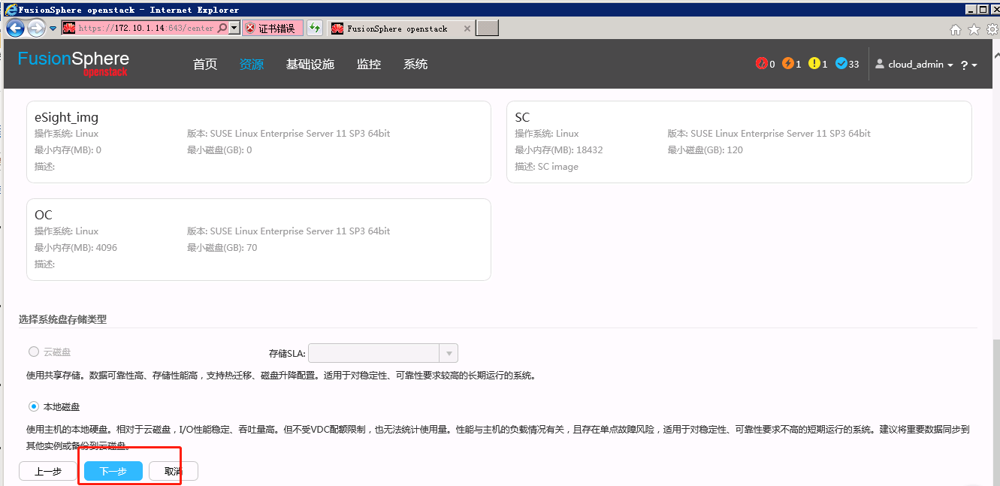 FusionSphere openstack - Internet Explorer
https://172.10.1.14:643/center
证书错误
FusionSphere openstack
FusionSphere
openstack
首页
资源
基础设施
监控
系统
0
1
1
33
cloud_admin
?
eSight_img
操作系统: Linux
版本: SUSE Linux Enterprise Server 11 SP3 64bit
最小内存(MB): 0
最小磁盘(GB): 0
描述:
SC
操作系统: Linux
版本: SUSE Linux Enterprise Server 11 SP3 64bit
最小内存(MB): 18432
最小磁盘(GB): 120
描述: SC image
OC
操作系统: Linux
版本: SUSE Linux Enterprise Server 11 SP3 64bit
最小内存(MB): 4096
最小磁盘(GB): 70
描述:
选择系统盘存储类型
云磁盘
存储SLA:
使用共享存储。数据可靠性高、存储性能高，支持热迁移、磁盘升降配置。适用于对稳定性、可靠性要求较高的长期运行的系统。
本地磁盘
使用主机的本地硬盘。相对于云磁盘，I/O性能稳定、吞吐量高。但不受VDC配额限制，也无法统计使用量。性能与主机的负载情况有关，且存在单点故障风险，适用于对稳定性、可靠性要求不高的短期运行的系统。建议将重要数据同步到
其他实例或备份到云磁盘。
上一步
下一步
取消